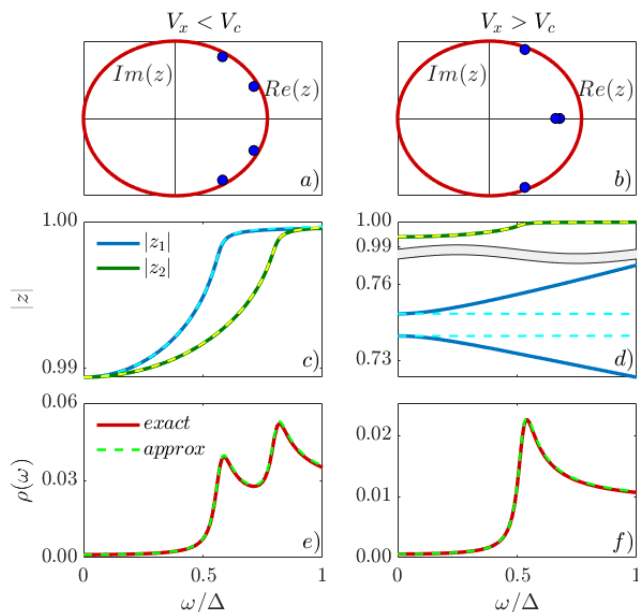 V_x < V_c
V_x > V_c
Im(z)
Re(z)
a)
Im(z)
Re(z)
b)
1.00
0.99
|z|
|z_1|
|z_2|
c)
1.00
0.99
0.76
0.73
d)
0.06
0.03
0.00
ρ(ω)
exact
approx
e)
0 0.5 1
ω/Δ
0.02
0.01
0.00
f)
0 0.5 1
ω/Δ